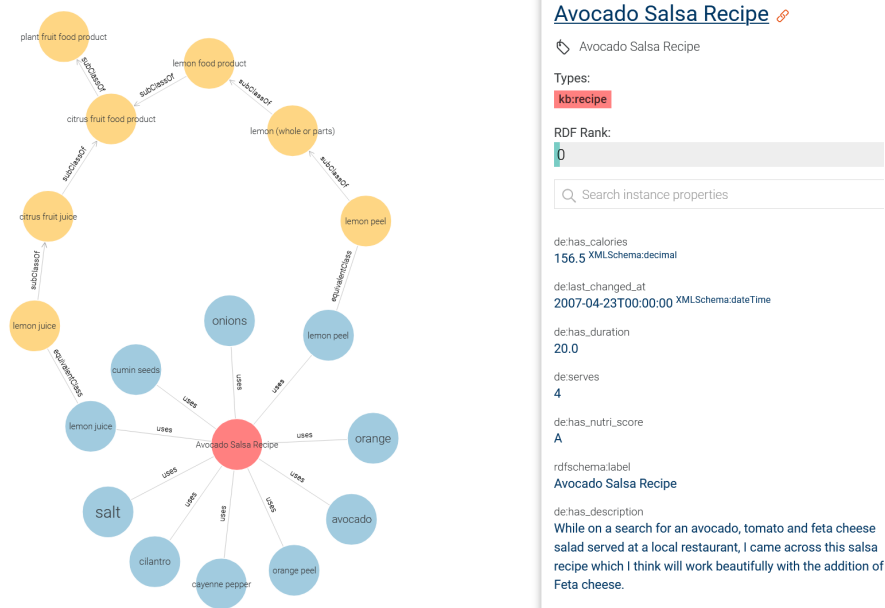 plant fruit food product
subClassOf
lemon food product
subClassOf
subClassOf
citrus fruit food product
lemon (whole or parts)
subClassOf
subClassOf
citrus fruit juice
lemon peel
subClassOf
equivalentClass
lemon juice
onions
lemon peel
equivalentClass
cumin seeds
uses
uses
uses
lemon juice
uses
Avocado Salsa Recipe
uses
orange
uses
uses
salt
uses
uses
uses
avocado
cilantro
cayenne pepper
orange peel
Avocado Salsa Recipe
Avocado Salsa Recipe
Types:
kb:recipe
RDF Rank:
0
Search instance properties
de:has_calories
156.5 XMLSchema:decimal
de:last_changed_at
2007-04-23T00:00:00 XMLSchema:dateTime
de:has_duration
20.0
de:serves
4
de:has_nutri_score
A
rdfschema:label
Avocado Salsa Recipe
de:has_description
While on a search for an avocado, tomato and feta cheese
salad served at a local restaurant, I came across this salsa
recipe which I think will work beautifully with the addition of
Feta cheese.